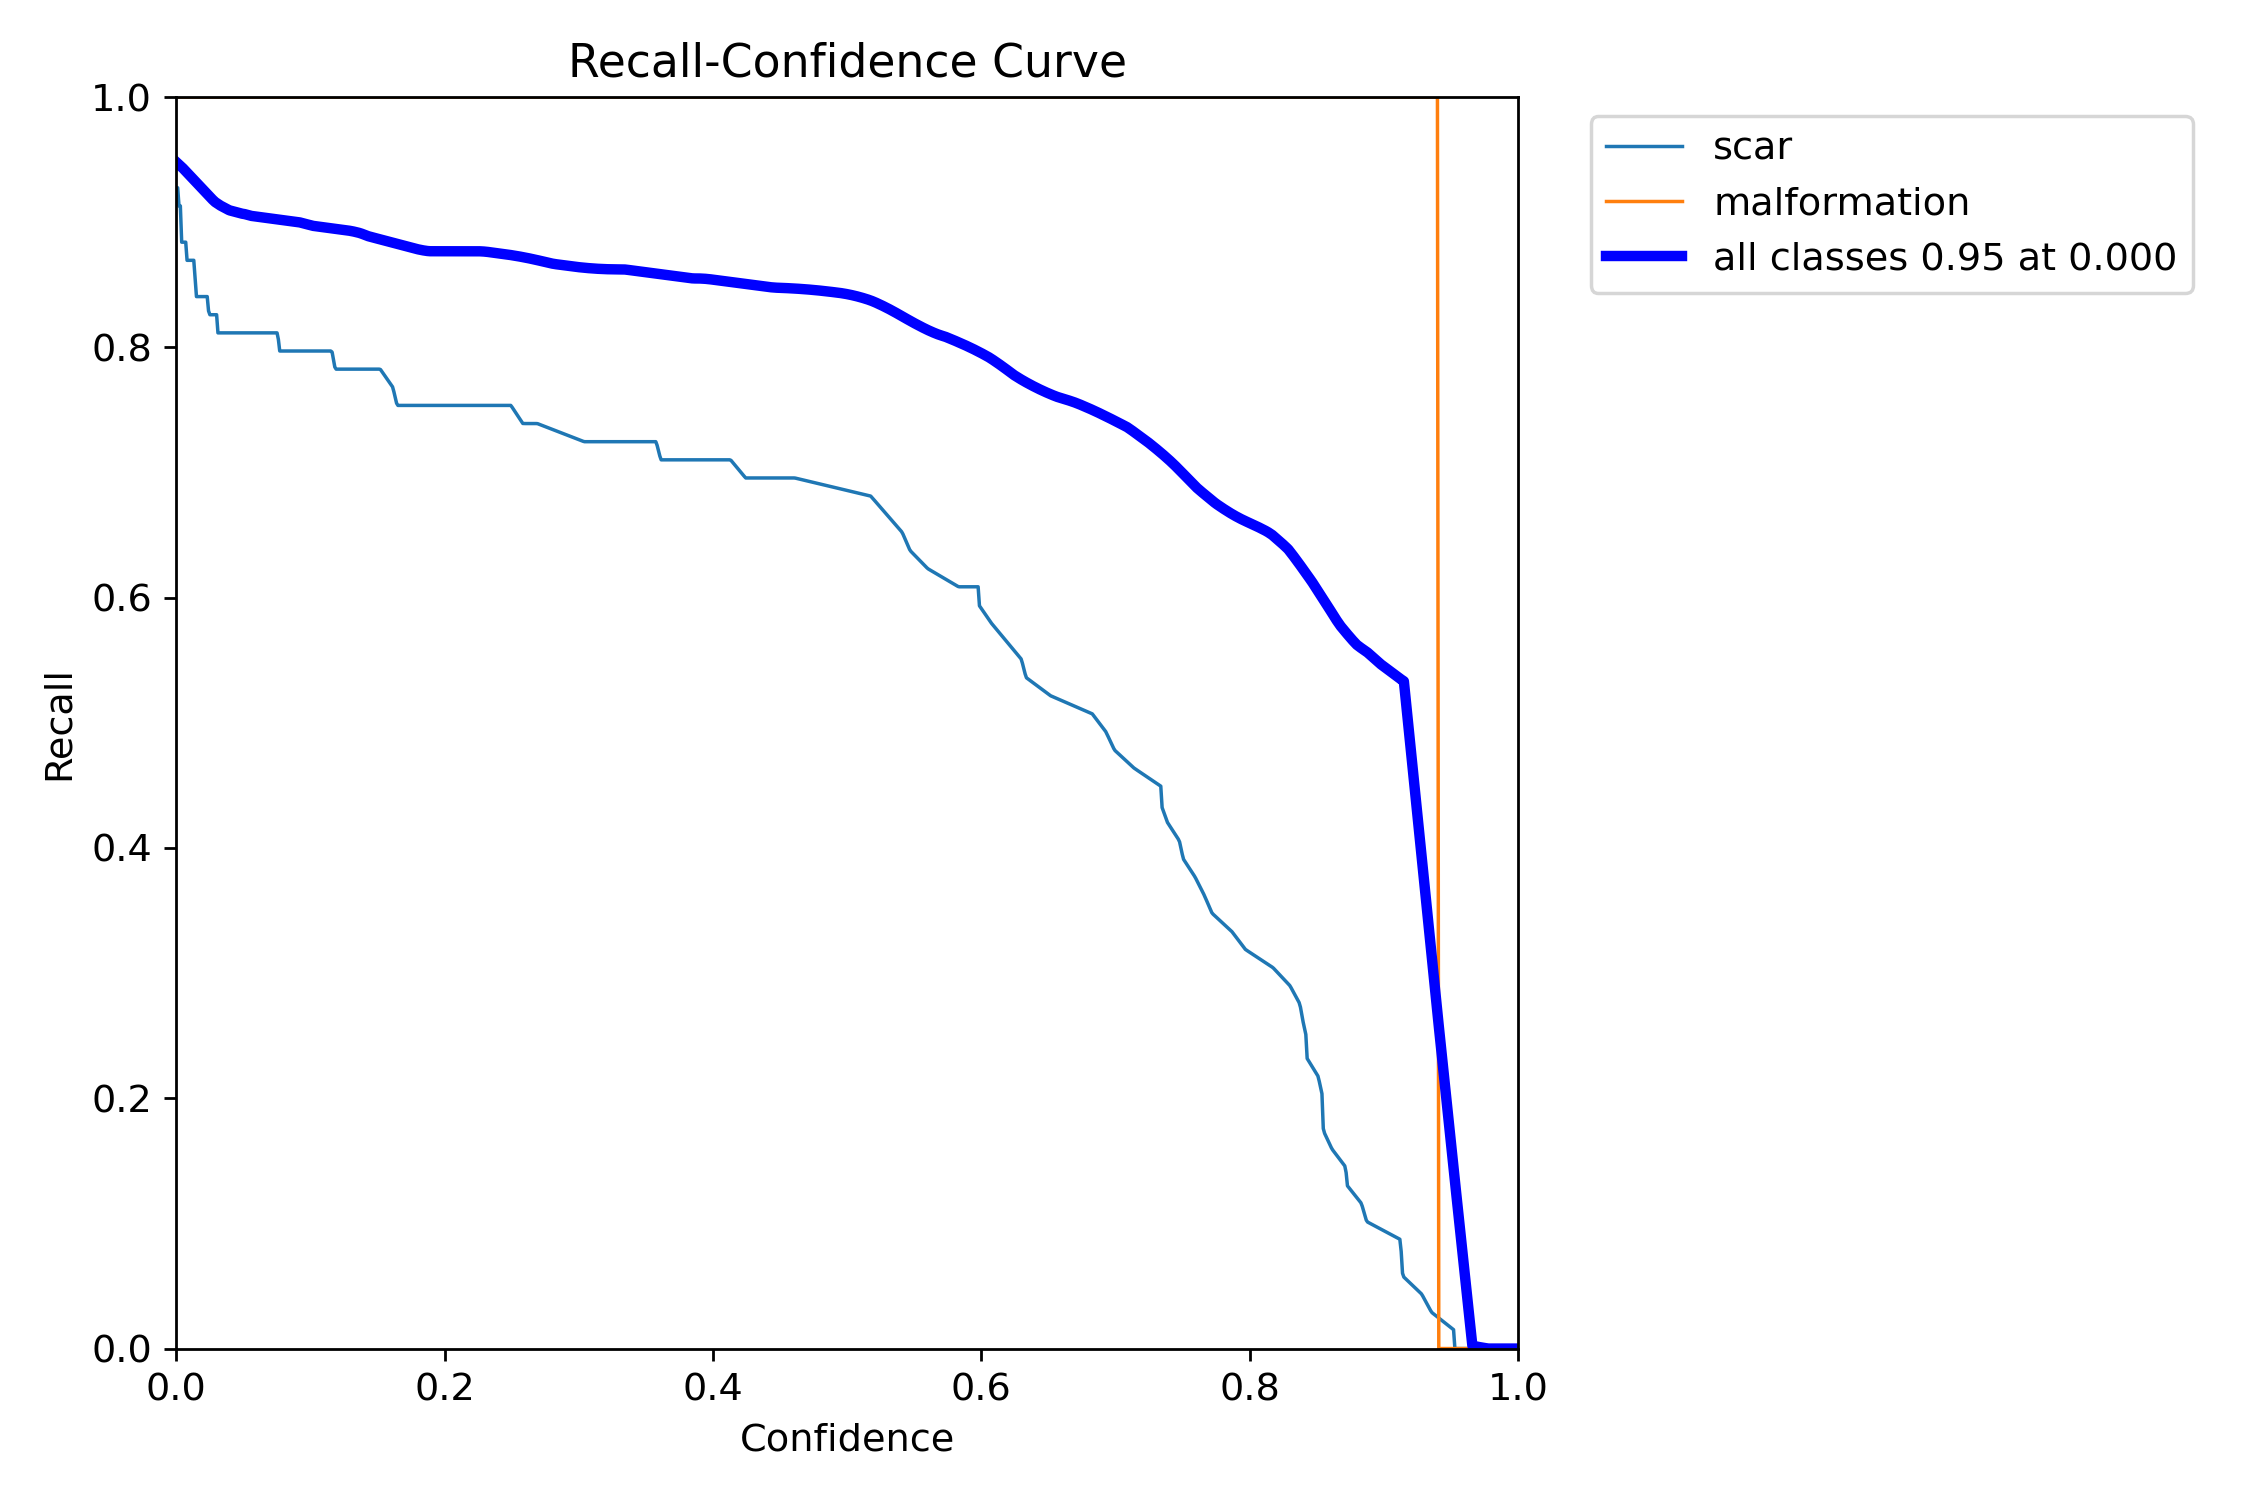 Recall-Confidence Curve
1.0
0.8
0.6
0.4
0.2
0.0
Recall
0.0 0.2 0.4 0.6 0.8 1.0
Confidence
scar
malformation
all classes 0.95 at 0.000